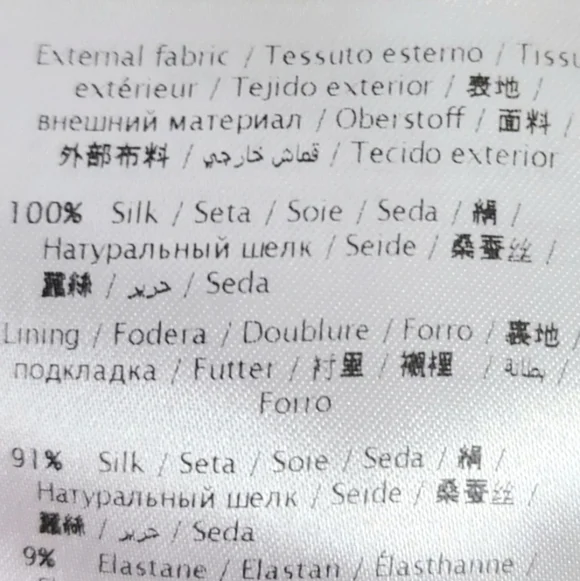 External fabric / Tessuto esterno / Tissu
extérieur / Tejido exterior / 表地 /
внешний материал / Oberstoff / 面料 /
外部布料 / قماش خارجي / Tecido exterior
100% Silk / Seta / Soie / Seda / 絹 /
Натуральный шелк / Seide / 桑蚕丝 /
蠶絲 / حرير / Seda
Lining / Fodera / Doublure / Forro / 裏地 /
подкладка / Futter / 衬里 / 襯裡 / بطانة /
Forro
91% Silk / Seta / Soie / Seda / 絹 /
Натуральный шелк / Seide / 桑蚕丝 /
蠶絲 / حرير / Seda
9% Elastane / Elastan / Élasthanne /